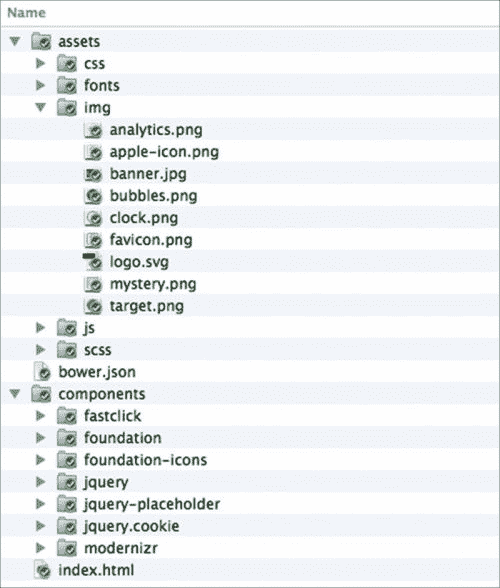 Name
assets
css
fonts
img
analytics.png
apple-icon.png
banner.jpg
bubbles.png
clock.png
favicon.png
logo.svg
mystery.png
target.png
js
scss
bower.json
components
fastclick
foundation
foundation-icons
jquery
jquery-placeholder
jquery.cookie
modernizr
index.html